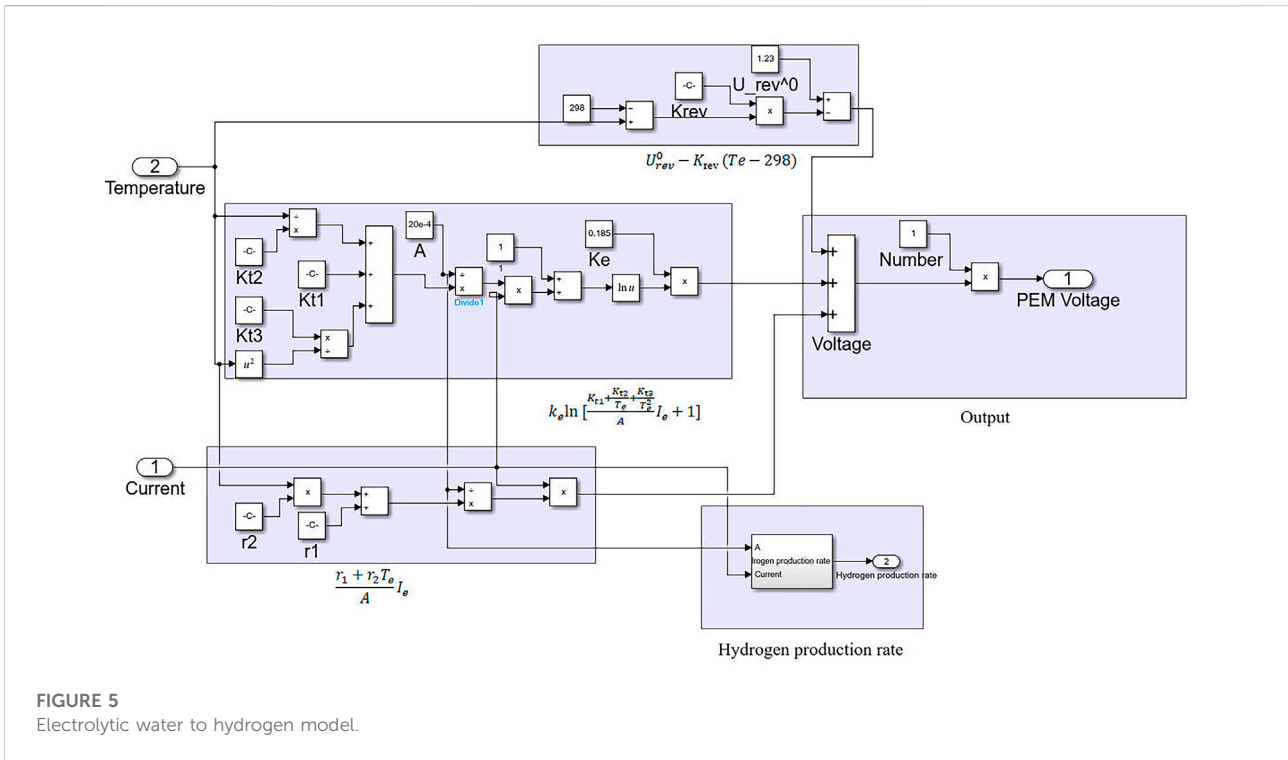 1.23
U_rev^0
-C-
Krev
298
−
+
x
+
−
U⁰rev − Krev (Te − 298)
2
Temperature
÷
x
-C-
Kt2
-C-
Kt1
-C-
Kt3
u²
x
÷
+
+
+
20e-4
A
÷
x
Divide1
1
1
x
+
+
0.185
Ke
ln u
x
kₑln [(Kt1+Kt2/Te+Kt3/Te²)/A Iₑ + 1]
+
+
+
Voltage
1
Number
x
1
PEM Voltage
Output
1
Current
-C-
r2
x
-C-
r1
+
+
÷
x
x
(r₁ + r₂Tₑ)/A Iₑ
A
Irogen production rate
Current
2
Hydrogen production rate
Hydrogen production rate
FIGURE 5
Electrolytic water to hydrogen model.